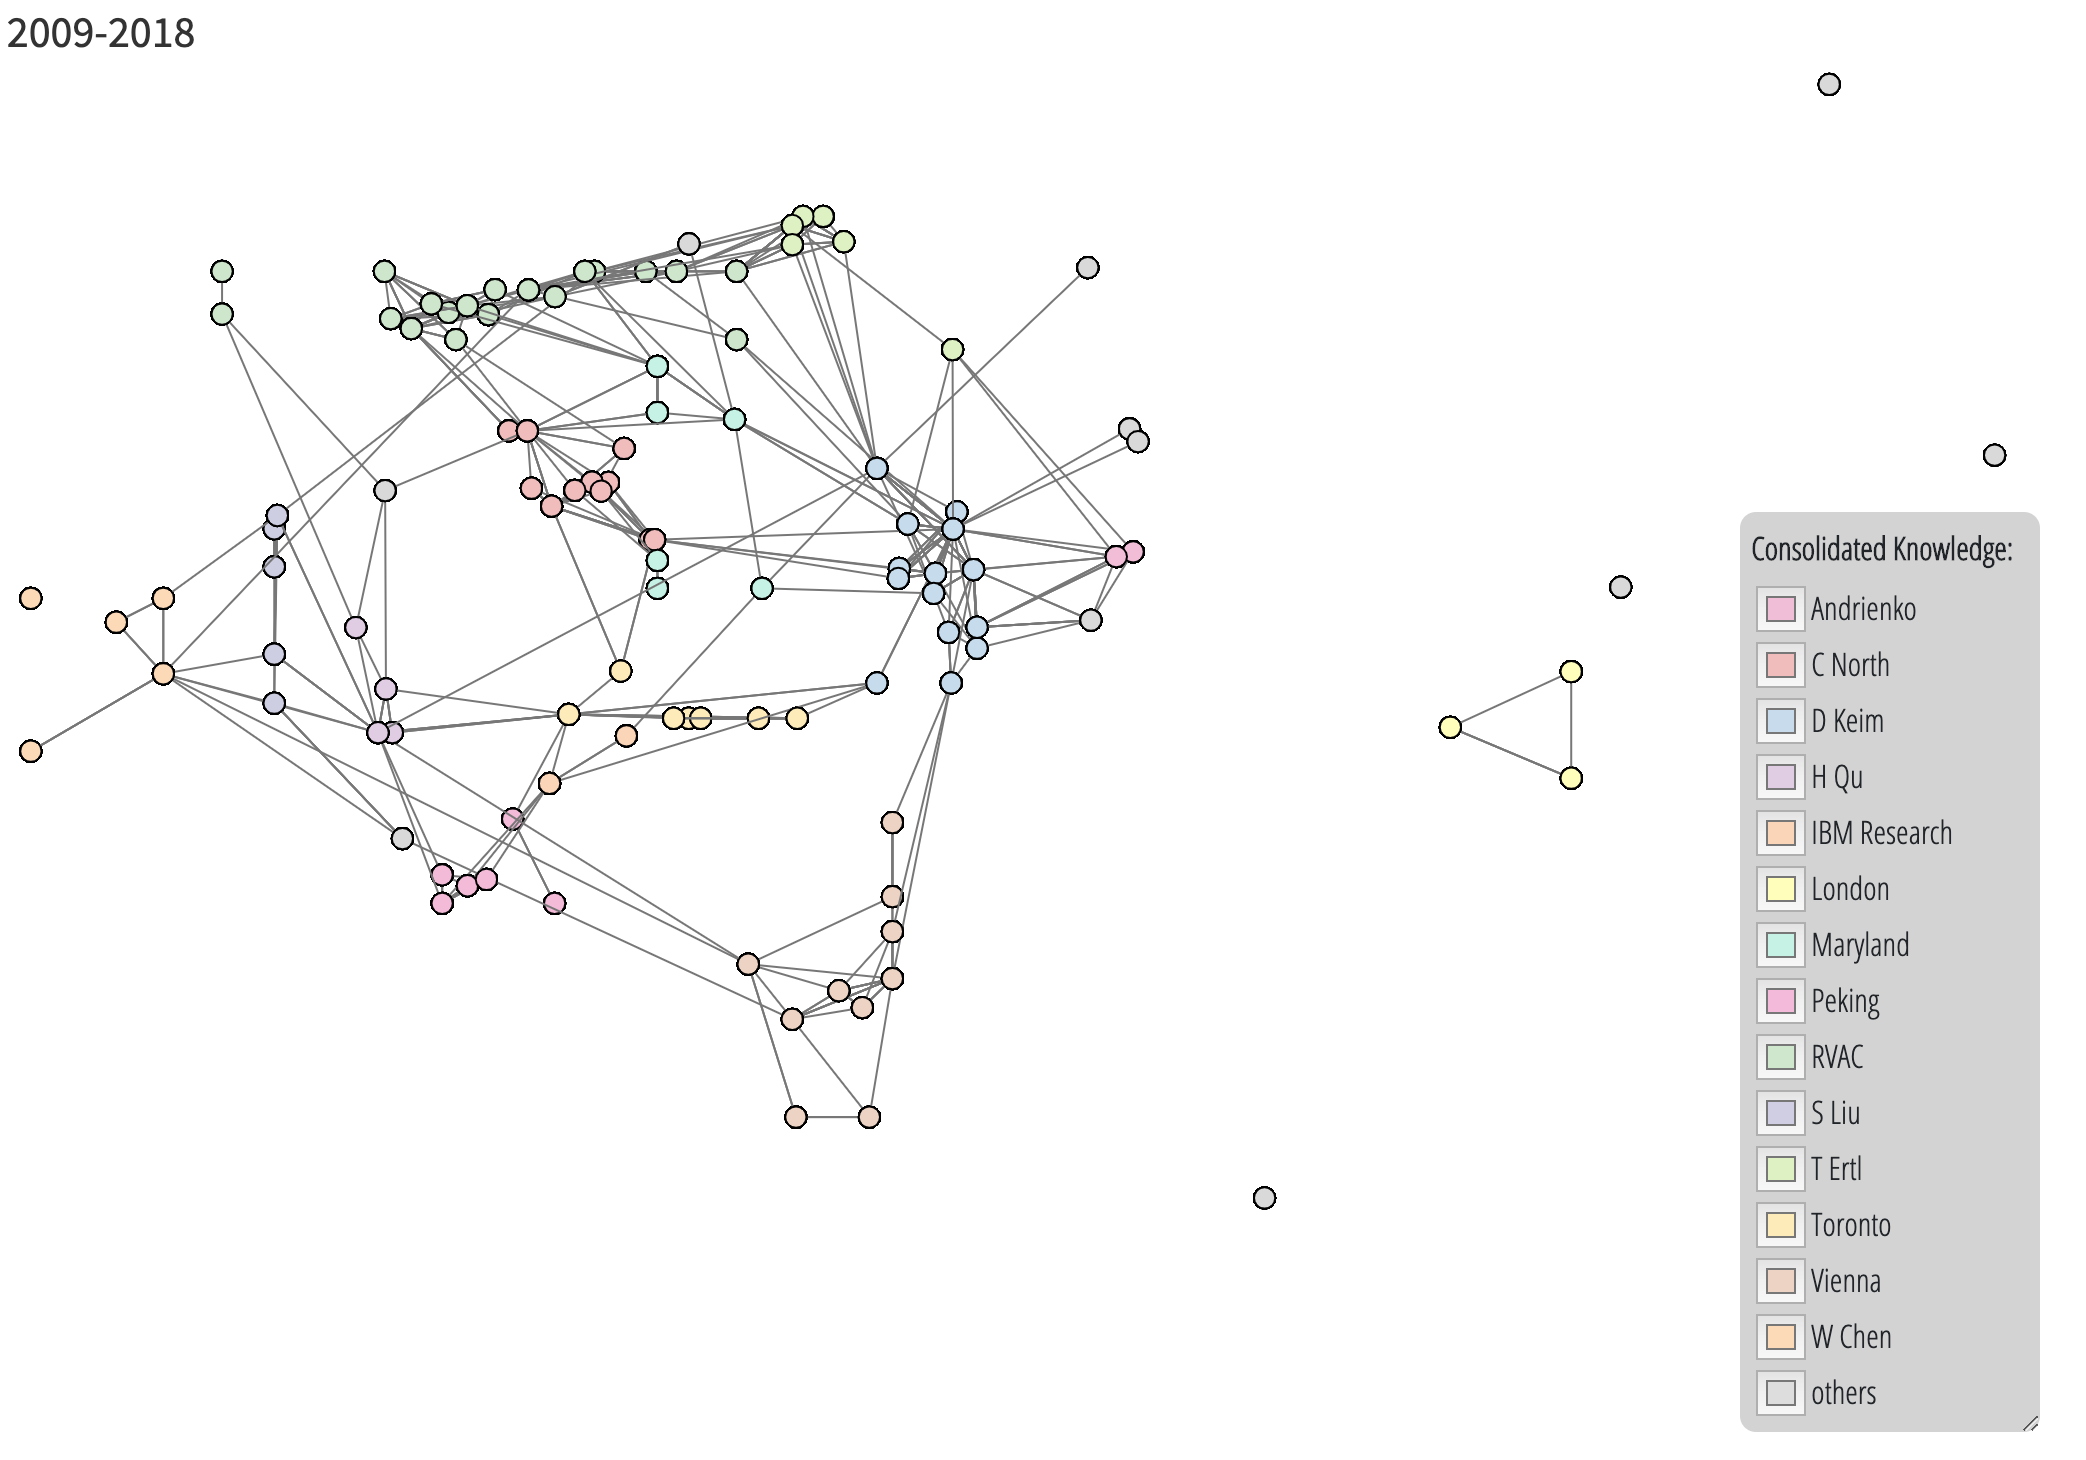 2009-2018
Consolidated Knowledge:
Andrienko
C North
D Keim
H Qu
IBM Research
London
Maryland
Peking
RVAC
S Liu
T Ertl
Toronto
Vienna
W Chen
others